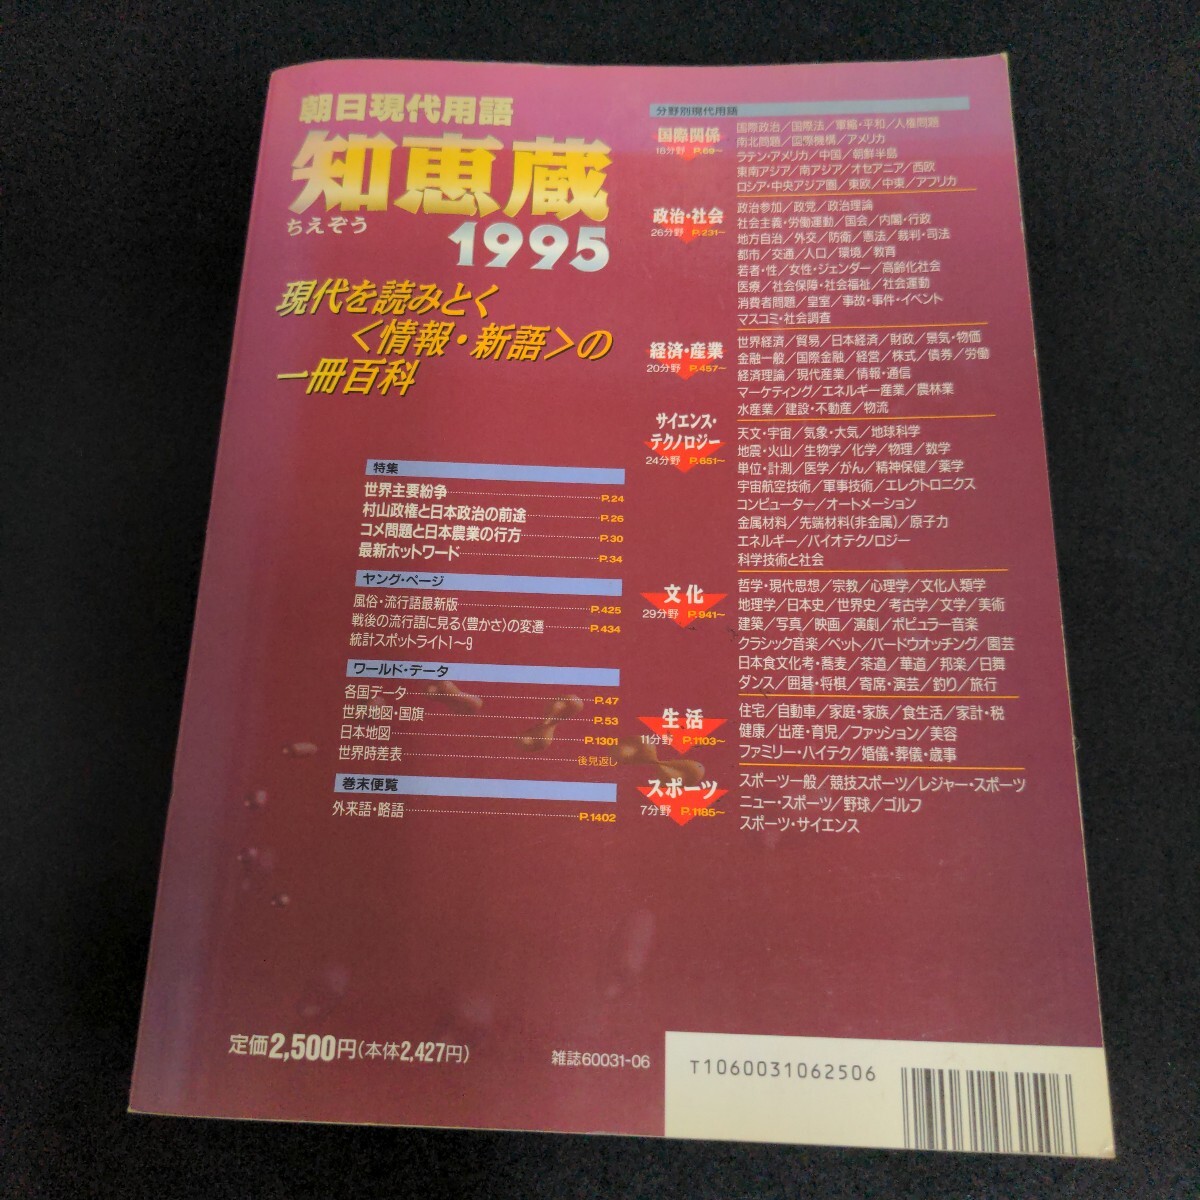 朝日現代用語
知恵蔵
ちえぞう
1995
現代を読みとく
<情報・新語>の
一冊百科
特集
世界主要紛争 P.24
村山政権と日本政治の前途 P.26
コメ問題と日本農業の行方 P.30
最新ホットワード P.34
ヤング・ページ
風俗・流行語最新版 P.425
戦後の流行語に見る〈豊かさ〉の変遷 P.434
統計スポットライト1〜9
ワールド・データ
各国データ P.47
世界地図・国旗 P.53
日本地図 P.1301
世界時差表 後見返し
巻末便覧
外来語・略語 P.1402
分野別現代用語
国際関係
18分野 P.69〜
国際政治/国際法/軍縮・平和/人権問題
南北問題/国際機構/アメリカ
ラテン・アメリカ/中国/朝鮮半島
東南アジア/南アジア/オセアニア/西欧
ロシア・中央アジア圏/東欧/中東/アフリカ
政治・社会
26分野 P.231〜
政治参加/政党/政治理論
社会主義・労働運動/国会/内閣・行政
地方自治/外交/防衛/憲法/裁判・司法
都市/交通/人口/環境/教育
若者・性/女性・ジェンダー/高齢化社会
医療/社会保障・社会福祉/社会運動
消費者問題/皇室/事故・事件・イベント
マスコミ・社会調査
経済・産業
20分野 P.457〜
世界経済/貿易/日本経済/財政/景気・物価
金融一般/国際金融/経営/株式/債券/労働
経済理論/現代産業/情報・通信
マーケティング/エネルギー産業/農林業
水産業/建設・不動産/物流
サイエンス・
テクノロジー
24分野 P.651〜
天文・宇宙/気象・大気/地球科学
地震・火山/生物学/化学/物理/数学
単位・計測/医学/がん/精神保健/薬学
宇宙航空技術/軍事技術/エレクトロニクス
コンピューター/オートメーション
金属材料/先端材料(非金属)/原子力
エネルギー/バイオテクノロジー
科学技術と社会
文化
29分野 P.941〜
哲学・現代思想/宗教/心理学/文化人類学
地理学/日本史/世界史/考古学/文学/美術
建築/写真/映画/演劇/ポピュラー音楽
クラシック音楽/ペット/バードウオッチング/園芸
日本食文化考・蕎麦/茶道/華道/邦楽/日舞
ダンス/囲碁・将棋/寄席・演芸/釣り/旅行
生活
11分野 P.1103〜
住宅/自動車/家庭・家族/食生活/家計・税
健康/出産・育児/ファッション/美容
ファミリー・ハイテク/婚儀・葬儀・歳事
スポーツ
7分野 P.1185〜
スポーツ一般/競技スポーツ/レジャー・スポーツ
ニュー・スポーツ/野球/ゴルフ
スポーツ・サイエンス
定価2,500円(本体2,427円)
雑誌60031-06
T1060031062506